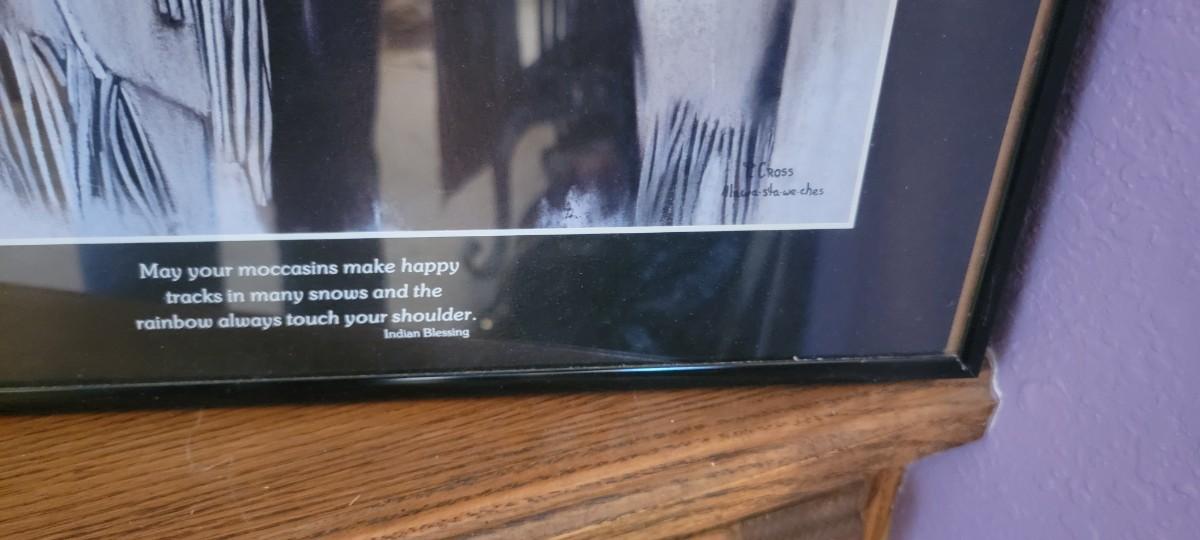 Cross
May your moccasins make happy
tracks in many snows and the
rainbow always touch your shoulder.
Indian Blessing